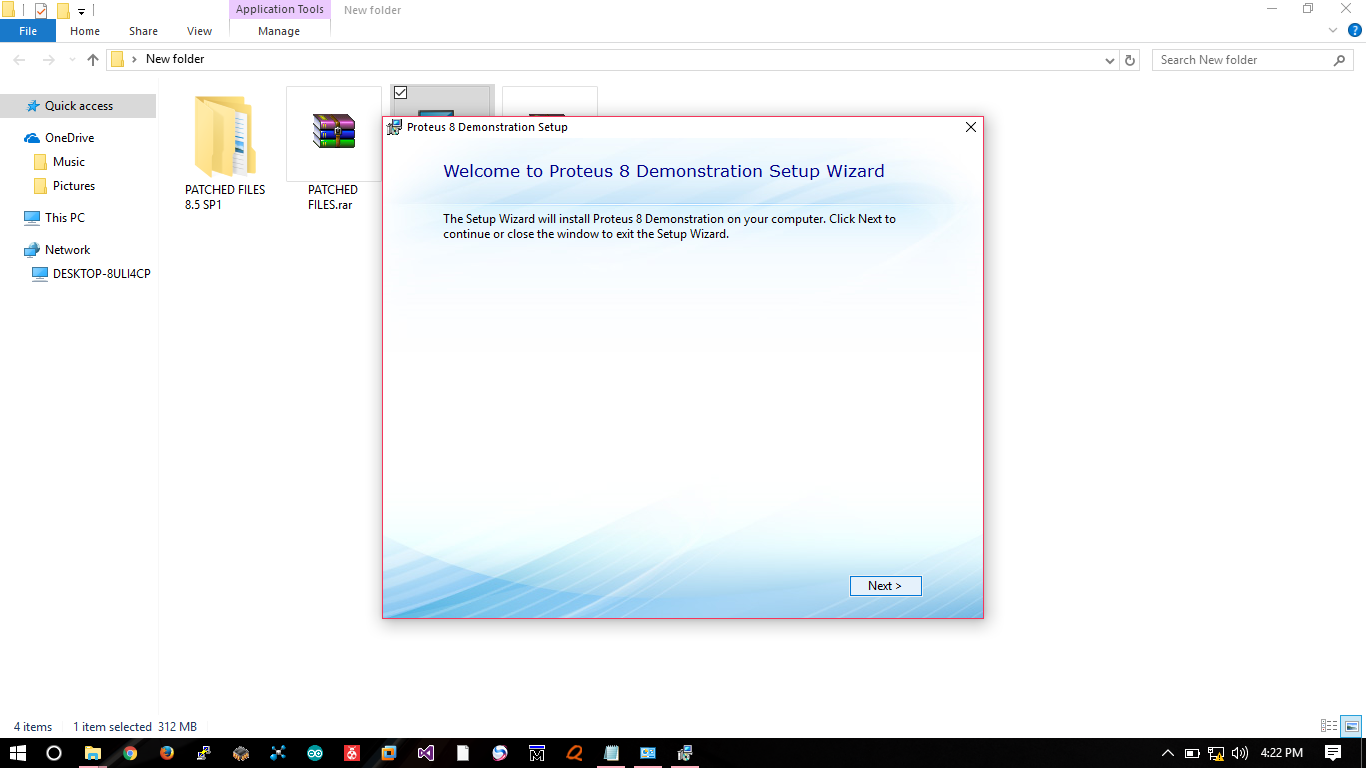 Application Tools
New folder
File
Home
Share
View
Manage
New folder
Search New folder
Quick access
OneDrive
Music
Pictures
This PC
Network
DESKTOP-8ULI4CP
PATCHED FILES
8.5 SP1
PATCHED
FILES.rar
Proteus 8 Demonstration Setup
Welcome to Proteus 8 Demonstration Setup Wizard
The Setup Wizard will install Proteus 8 Demonstration on your computer. Click Next to
continue or close the window to exit the Setup Wizard.
Next >
4 items
1 item selected 312 MB
4:22 PM